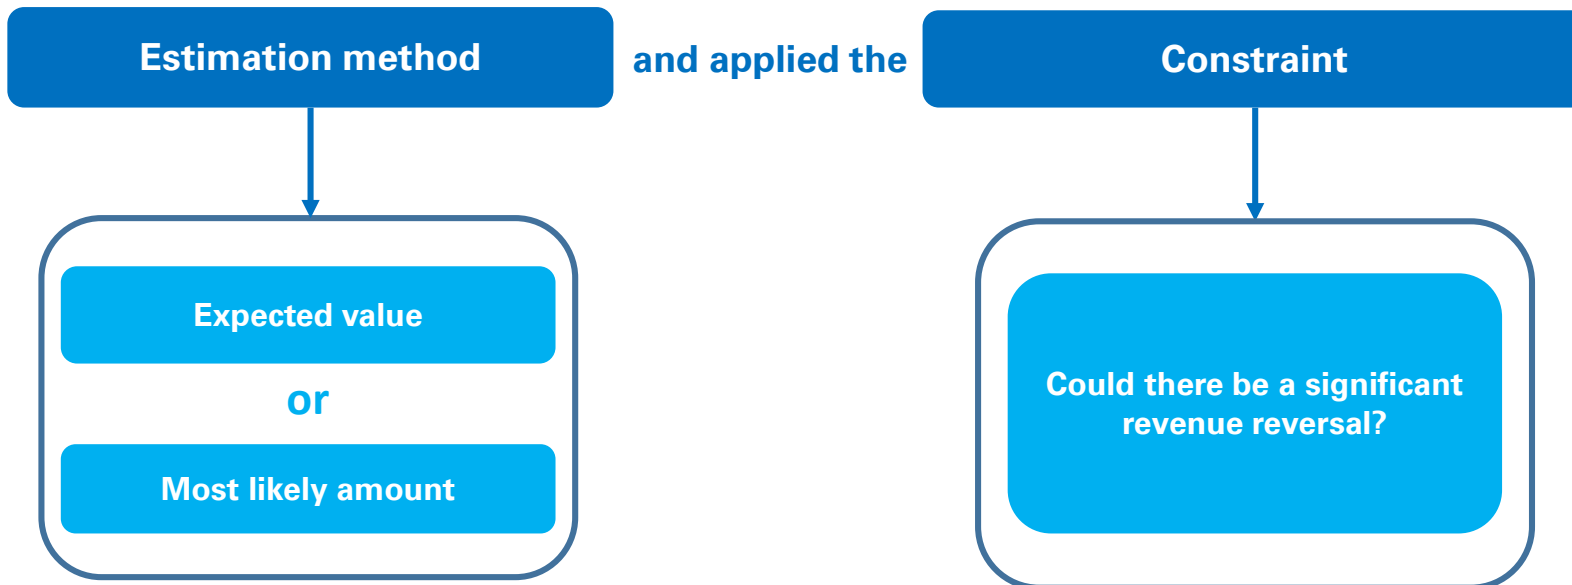 Estimation method
and applied the
Constraint
Expected value
or
Most likely amount
Could there be a significant
revenue reversal?